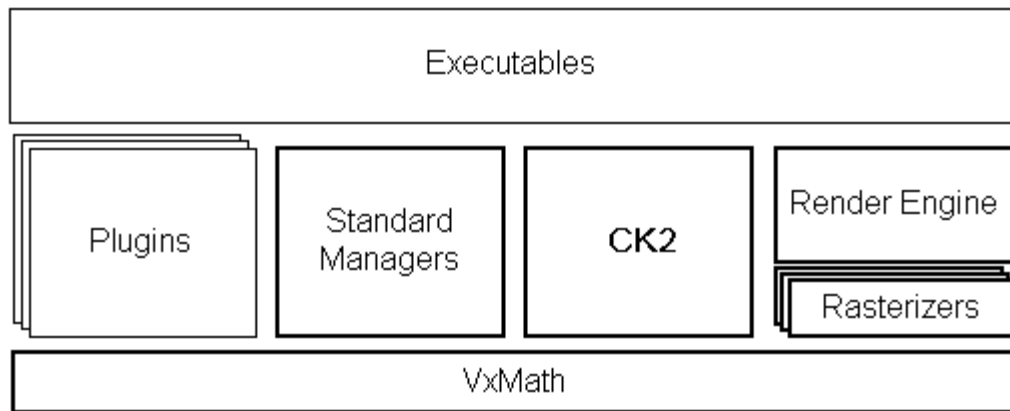 Executables
Plugins
Standard
Managers
CK2
Render Engine
Rasterizers
VxMath